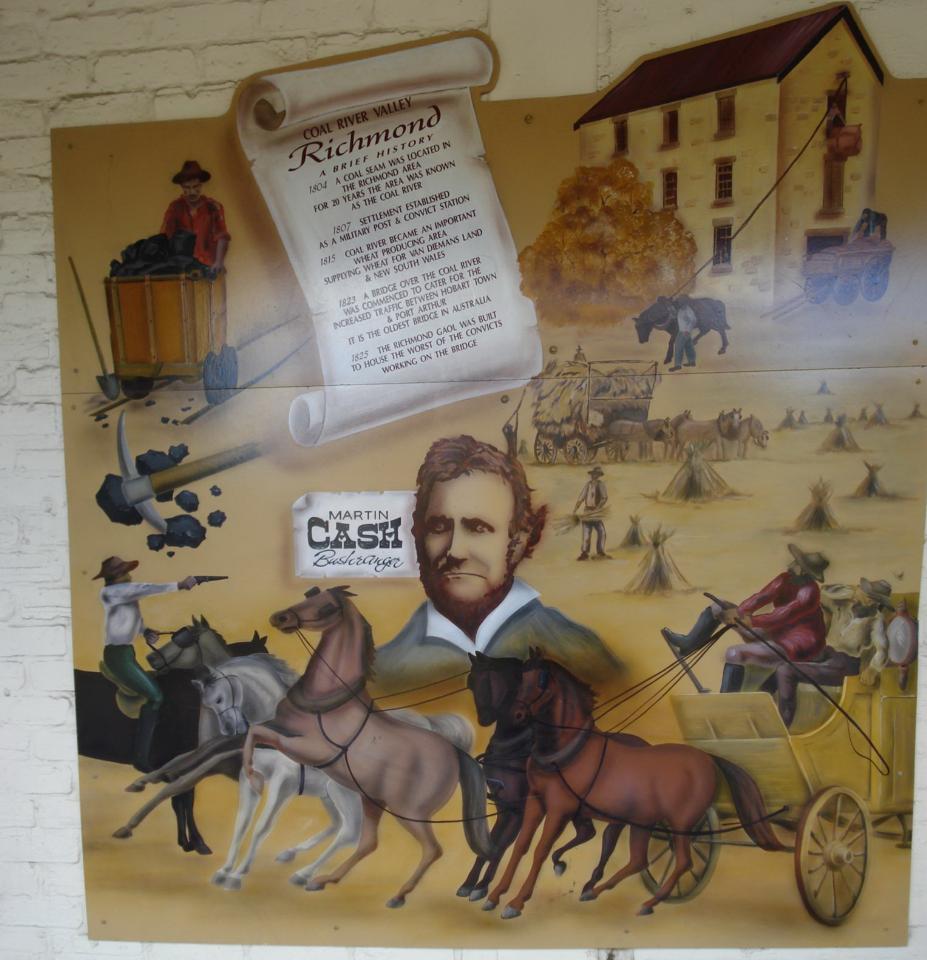 COAL RIVER VALLEY
Richmond
A BRIEF HISTORY
1804 A COAL SEAM WAS LOCATED IN
THE RICHMOND AREA
FOR 20 YEARS THE AREA WAS KNOWN
AS THE COAL RIVER
1807 SETTLEMENT ESTABLISHED
AS A MILITARY POST & CONVICT STATION
1815 COAL RIVER BECAME AN IMPORTANT
WHEAT PRODUCING AREA
SUPPLYING WHEAT FOR VAN DIEMANS LAND
& NEW SOUTH WALES
1823 A BRIDGE OVER THE COAL RIVER
WAS COMMENCED TO CATER FOR THE
INCREASED TRAFFIC BETWEEN HOBART TOWN
& PORT ARTHUR
IT IS THE OLDEST BRIDGE IN AUSTRALIA
1825 THE RICHMOND GAOL WAS BUILT
TO HOUSE THE WORST OF THE CONVICTS
WORKING ON THE BRIDGE
MARTIN
CASH
Bushranger